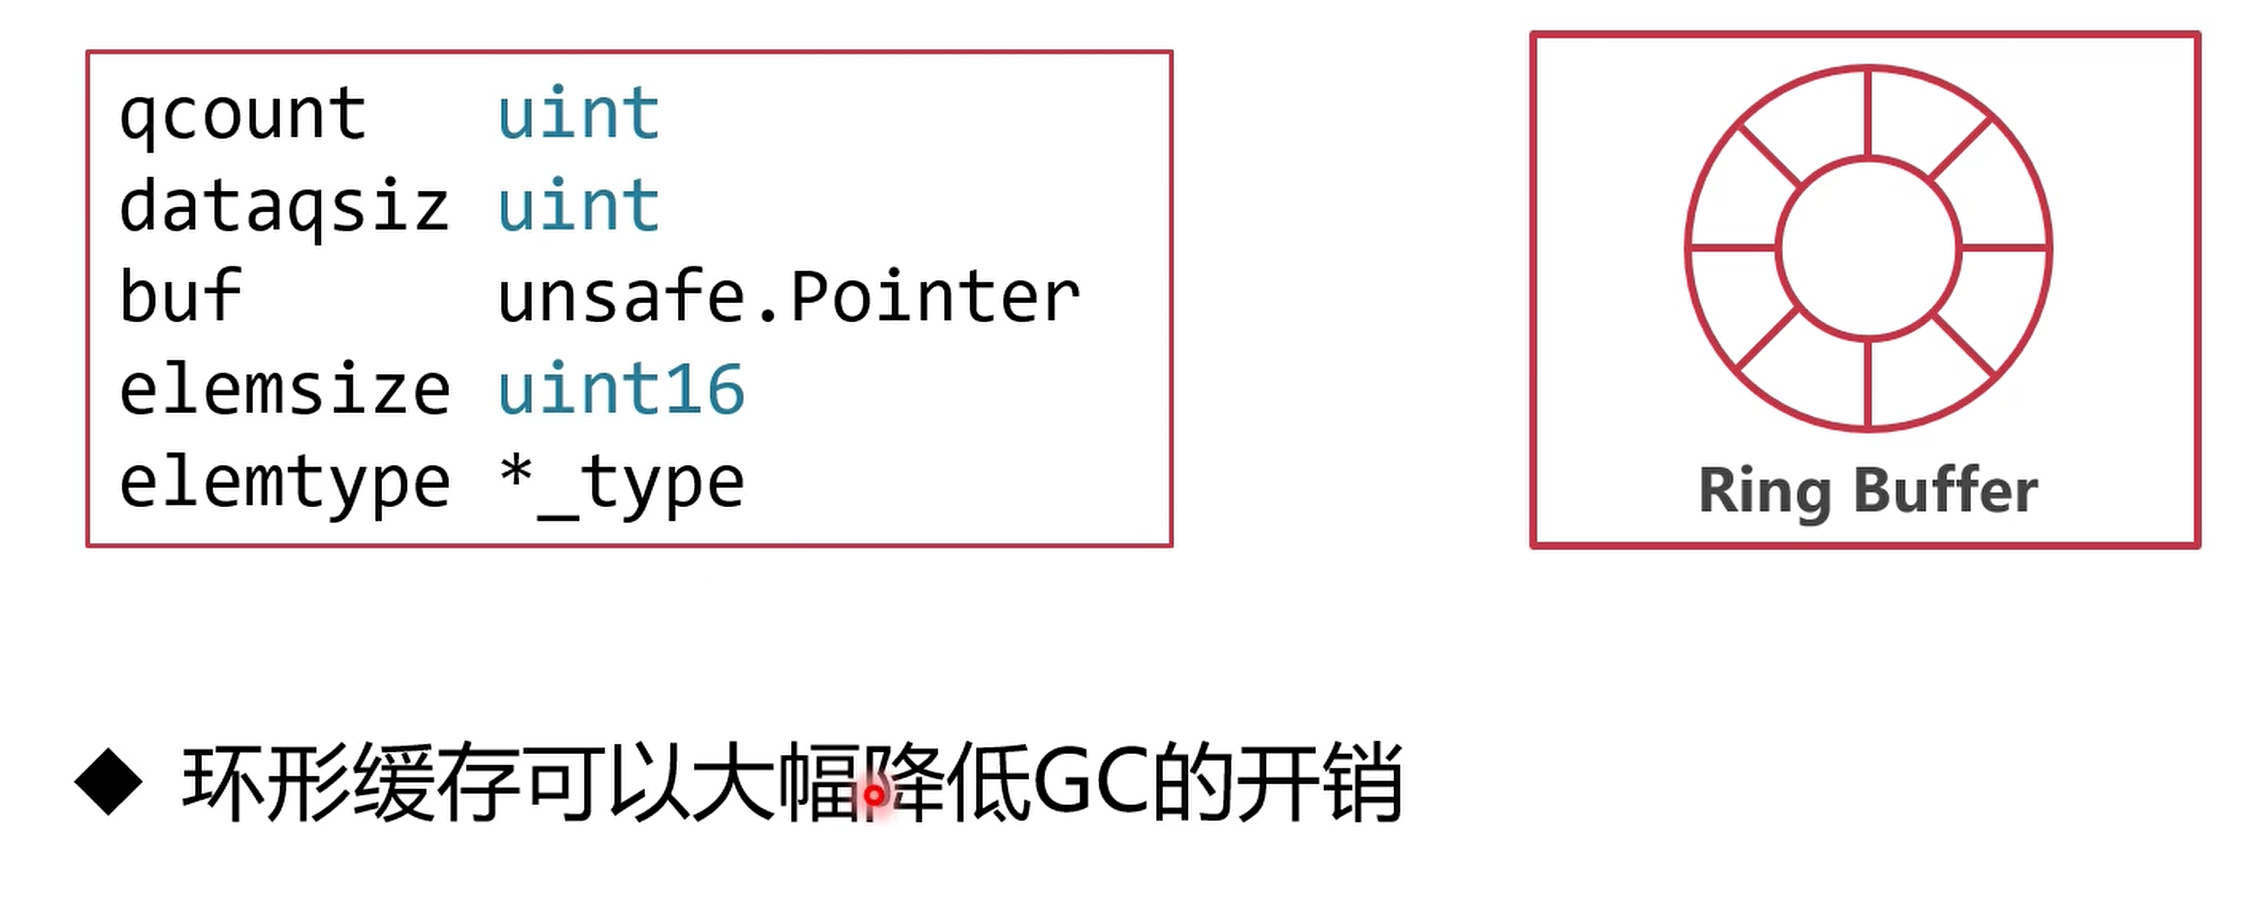 qcount uint
dataqsiz uint
buf unsafe.Pointer
elemsize uint16
elemtype *_type
Ring Buffer
◆ 环形缓存可以大幅降低GC的开销